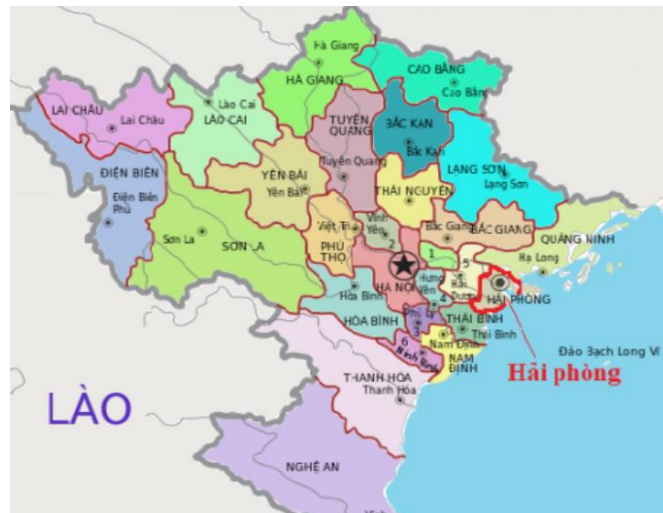 Hà Giang
HÀ GIANG
CAO BẰNG
Cao Bằng
LAI CHÂU
Lai Châu
Lào Cai
LÀO CAI
TUYÊN
QUANG
Tuyên Quang
BẮC KẠN
Bắc Kạn
LẠNG SƠN
Lạng Sơn
ĐIỆN BIÊN
Điện Biên
Phủ
YÊN BÁI
Yên Bái
THÁI NGUYÊN
Sơn La
SƠN LA
Việt Trì
PHÚ
THỌ
Vĩnh
Yên
2
Bắc Giang
BẮC GIANG
QUẢNG NINH
Hạ Long
1
5
HÀ NỘI
Hưng
Yên
Hải
Dương
HẢI PHÒNG
Hòa Bình
HÒA BÌNH
4
Phủ Lý
3
THÁI BÌNH
Thái Bình
Nam Định
NAM
ĐỊNH
6
Ninh Bình
Đảo Bạch Long Vĩ
Hải phòng
THANH HÓA
Thanh Hóa
LÀO
NGHỆ AN